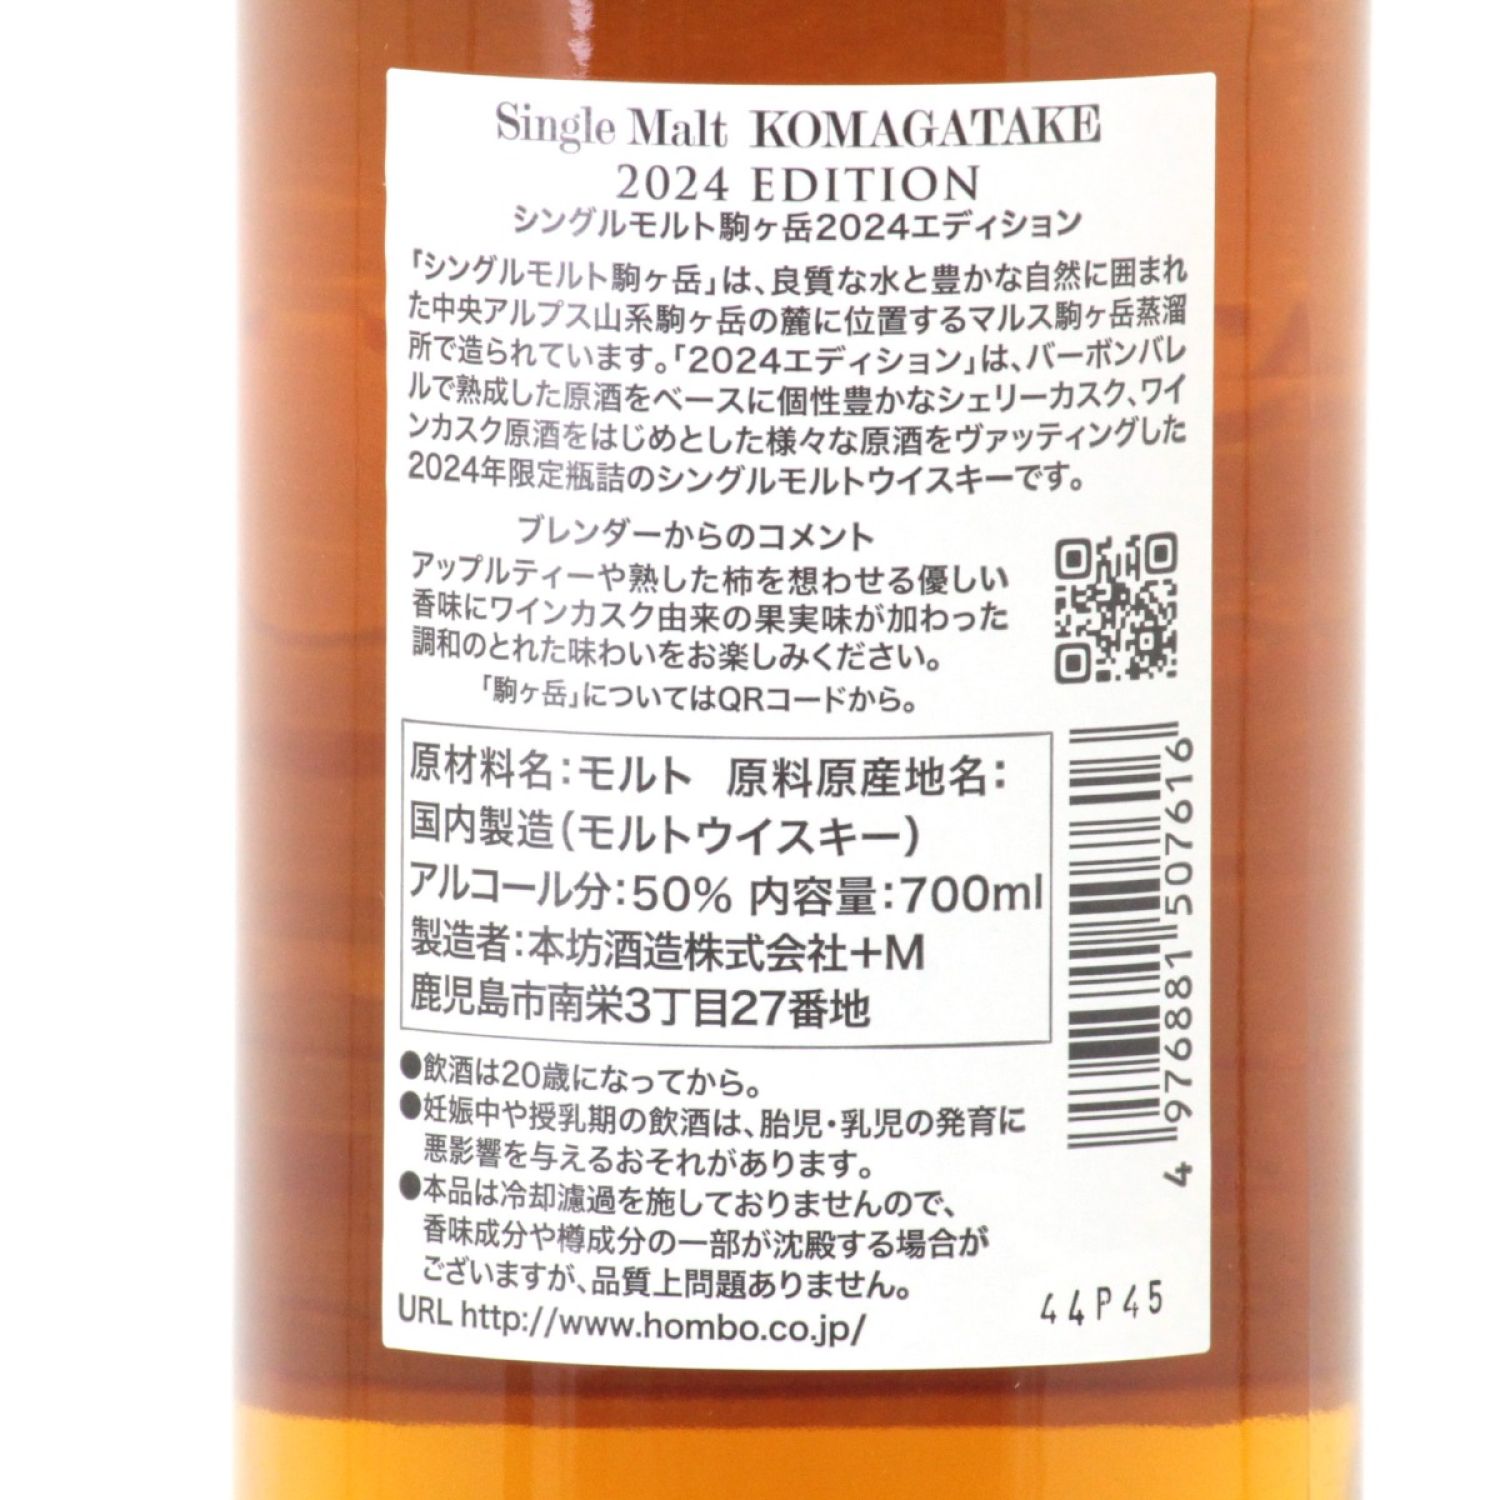 Single Malt KOMAGATAKE
2024 EDITION
シングルモルト駒ヶ岳2024エディション
「シングルモルト駒ヶ岳」は、良質な水と豊かな自然に囲まれ
た中央アルプス山系駒ヶ岳の麓に位置するマルス駒ヶ岳蒸溜
所で造られています。「2024エディション」は、バーボンバレ
ルで熟成した原酒をベースに個性豊かなシェリーカスク、ワイ
ンカスク原酒をはじめとした様々な原酒をヴァッティングした
2024年限定瓶詰のシングルモルトウイスキーです。
ブレンダーからのコメント
アップルティーや熟した柿を想わせる優しい
香味にワインカスク由来の果実味が加わった
調和のとれた味わいをお楽しみください。
「駒ヶ岳」についてはQRコードから。
原材料名：モルト 原料原産地名：
国内製造（モルトウイスキー）
アルコール分：50% 内容量：700ml
製造者：本坊酒造株式会社＋M
鹿児島市南栄3丁目27番地
4976881507616
●飲酒は20歳になってから。
●妊娠中や授乳期の飲酒は、胎児・乳児の発育に
悪影響を与えるおそれがあります。
●本品は冷却濾過を施しておりませんので、
香味成分や樽成分の一部が沈殿する場合が
ございますが、品質上問題ありません。
URL http://www.hombo.co.jp/
44P45